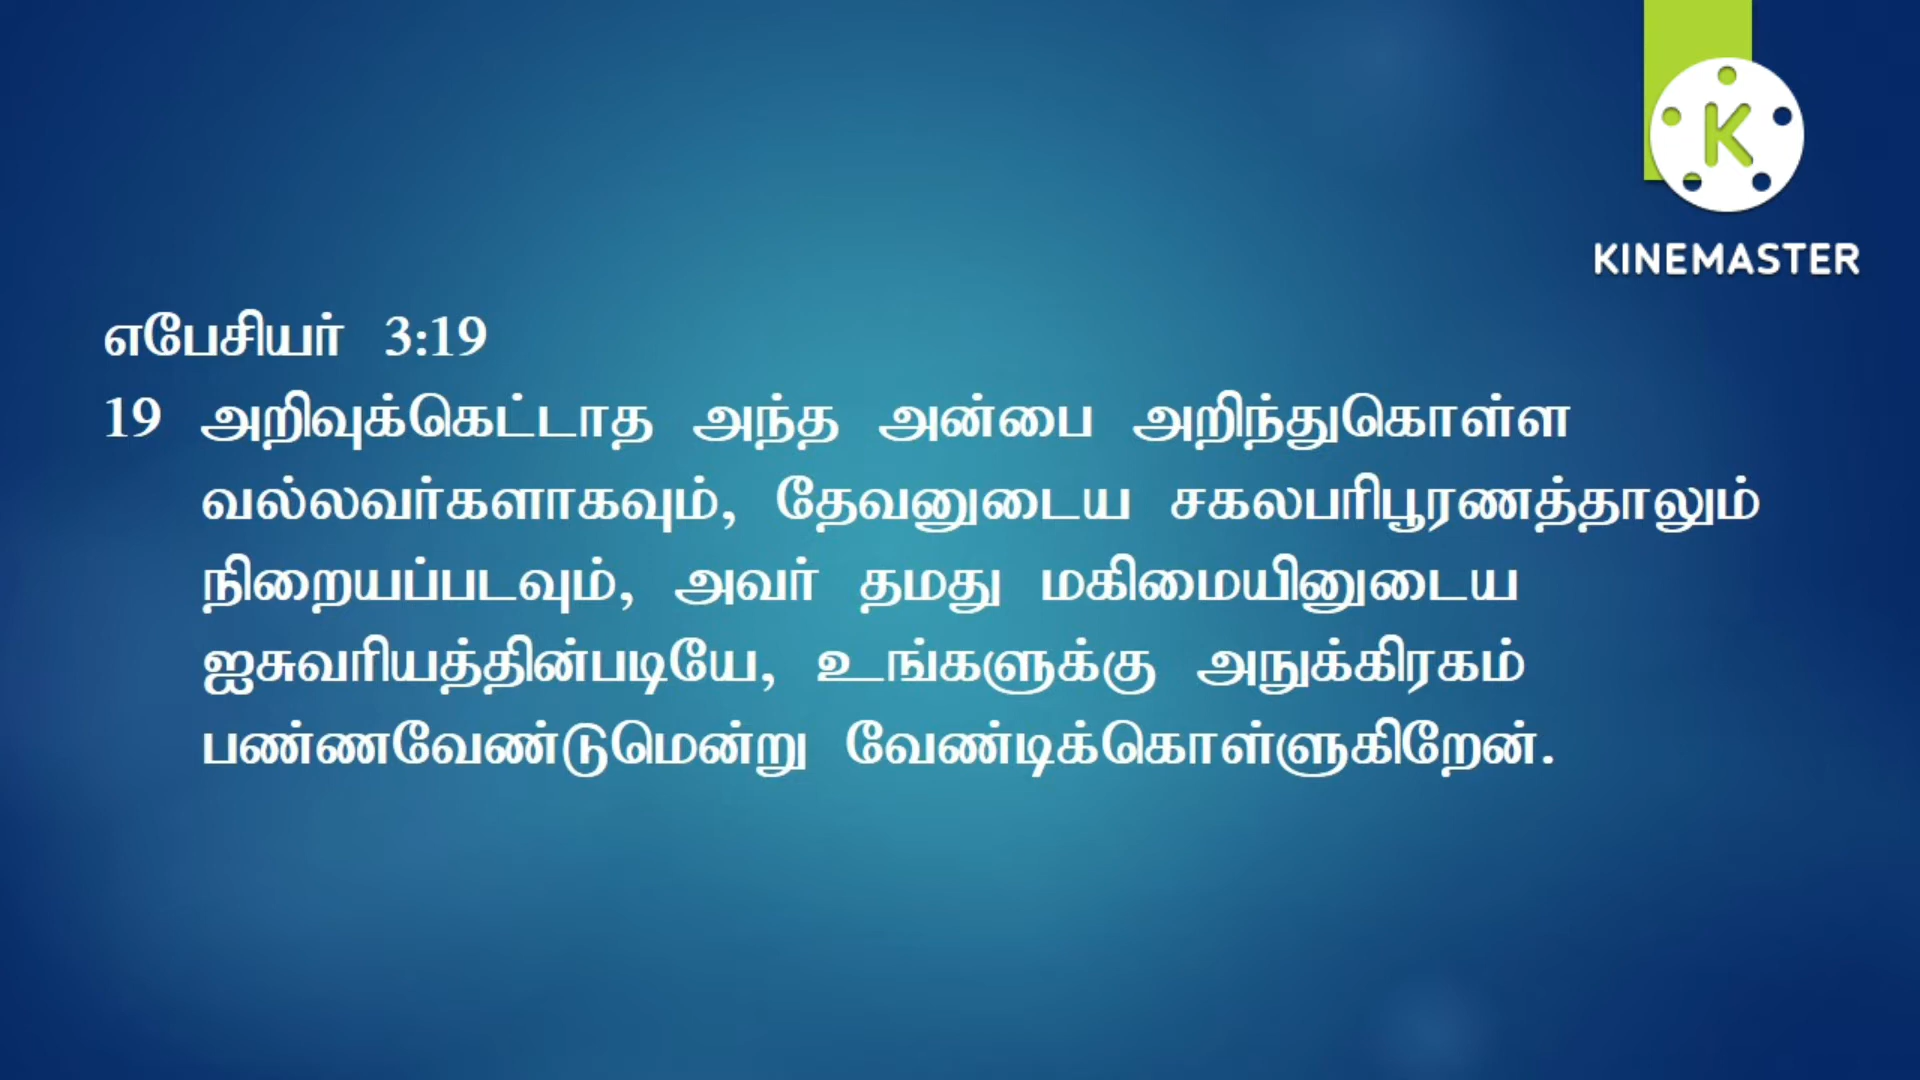 KINEMASTER
எபேசியர் 3:19
19 அறிவுக்கெட்டாத அந்த அன்பை அறிந்துகொள்ள
வல்லவர்களாகவும், தேவனுடைய சகலபரிபூரணத்தாலும்
நிறையப்படவும், அவர் தமது மகிமையினுடைய
ஐசுவரியத்தின்படியே, உங்களுக்கு அநுக்கிரகம்
பண்ணவேண்டுமென்று வேண்டிக்கொள்ளுகிறேன்.